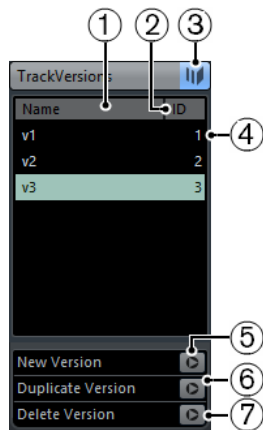 1 2 3
TrackVersions
Name ID
v1 1 4
v2 2
v3 3
5
New Version
6
Duplicate Version
Delete Version 7